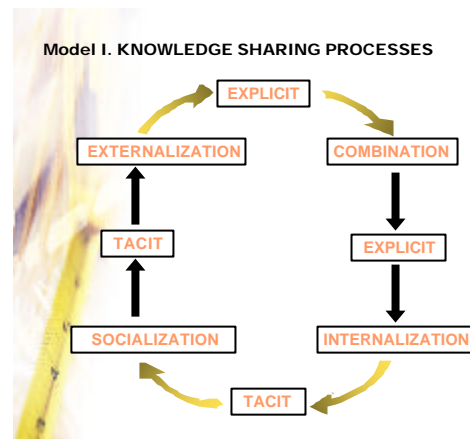 Model I. KNOWLEDGE SHARING PROCESSES
EXPLICIT
EXTERNALIZATION
COMBINATION
TACIT
EXPLICIT
SOCIALIZATION
INTERNALIZATION
TACIT